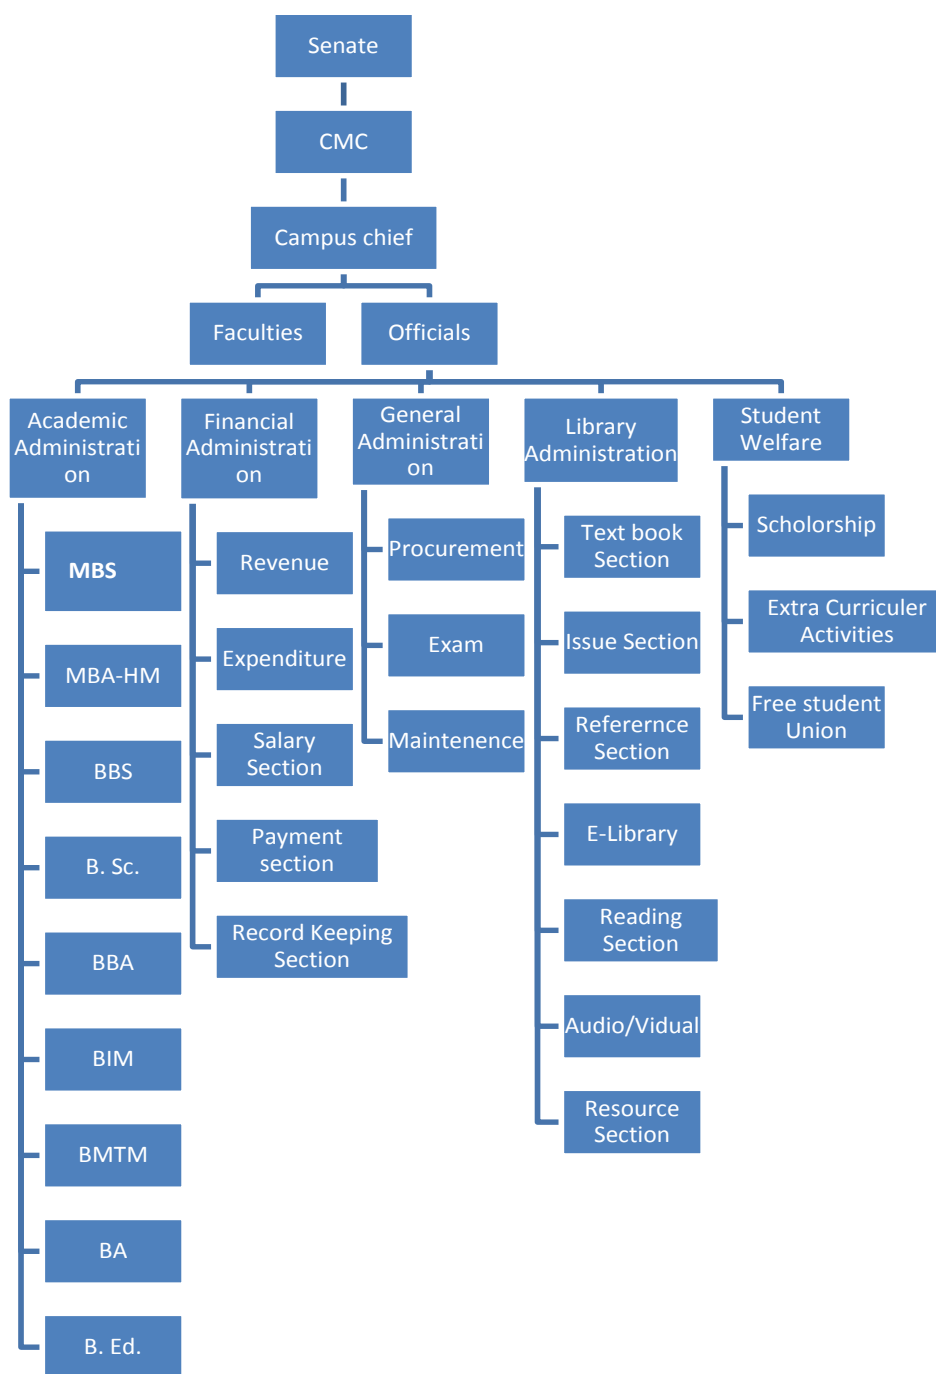 Senate
CMC
Campus chief
Faculties
Officials
Academic
Administrati
on
Financial
Administrati
on
General
Administrati
on
Library
Administration
Student
Welfare
MBS
MBA-HM
BBS
B. Sc.
BBA
BIM
BMTM
BA
B. Ed.
Revenue
Expenditure
Salary
Section
Payment
section
Record Keeping
Section
Procurement
Exam
Maintenence
Text book
Section
Issue Section
Referernce
Section
E-Library
Reading
Section
Audio/Vidual
Resource
Section
Scholorship
Extra Curriculer
Activities
Free student
Union